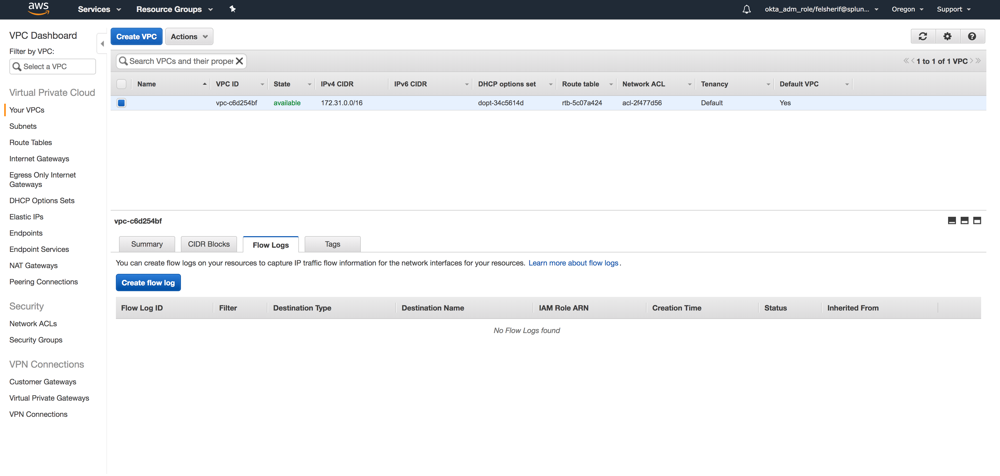 aws Services Resource Groups okta_adm_role/felsherif@splun... Oregon Support
VPC Dashboard
Filter by VPC:
Select a VPC
Virtual Private Cloud
Your VPCs
Subnets
Route Tables
Internet Gateways
Egress Only Internet
Gateways
DHCP Options Sets
Elastic IPs
Endpoints
Endpoint Services
NAT Gateways
Peering Connections
Security
Network ACLs
Security Groups
VPN Connections
Customer Gateways
Virtual Private Gateways
VPN Connections
Create VPC Actions
Search VPCs and their proper 1 to 1 of 1 VPC
Name VPC ID State IPv4 CIDR IPv6 CIDR DHCP options set Route table Network ACL Tenancy Default VPC
vpc-c6d254bf available 172.31.0.0/16 dopt-34c5614d rtb-5c07a424 acl-2f477d56 Default Yes
vpc-c6d254bf
Summary CIDR Blocks Flow Logs Tags
You can create flow logs on your resources to capture IP traffic flow information for the network interfaces for your resources. Learn more about flow logs.
Create flow log
Flow Log ID Filter Destination Type Destination Name IAM Role ARN Creation Time Status Inherited From
No Flow Logs found